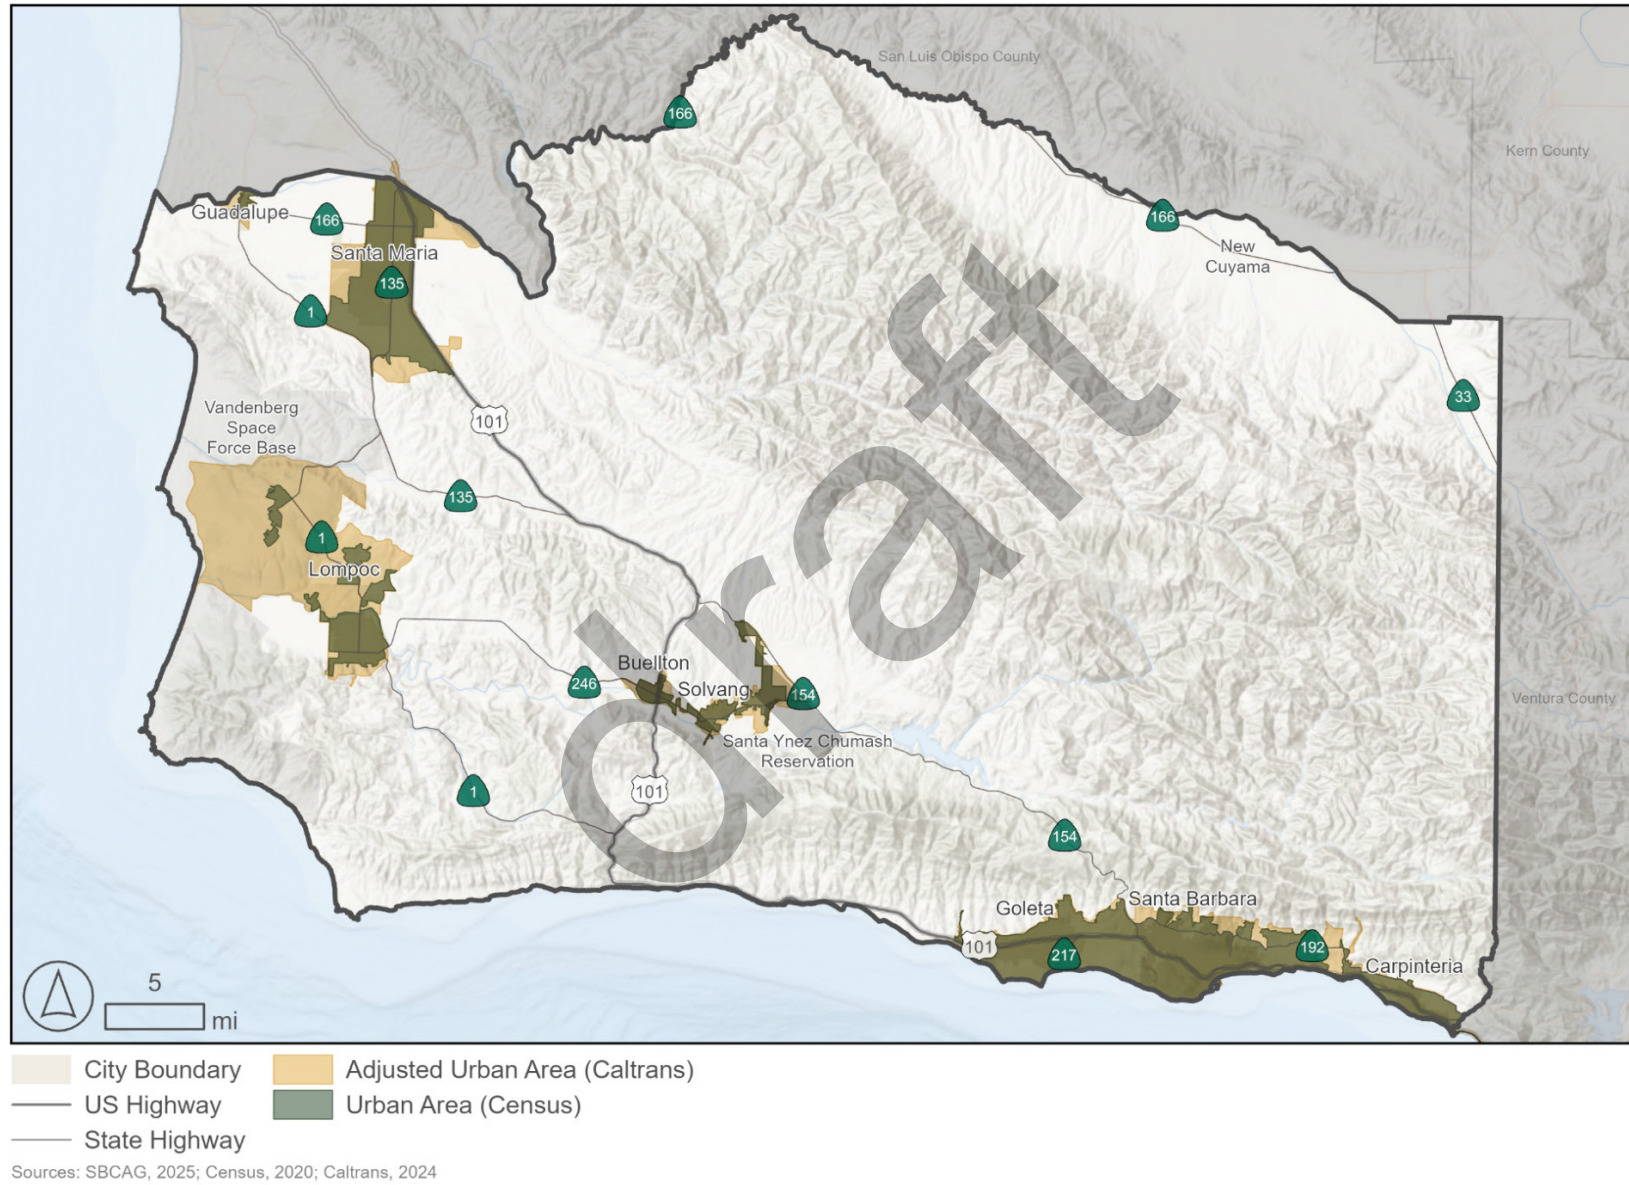 San Luis Obispo County
166
Kern County
Guadalupe
166
166
Santa Maria
New
Cuyama
135
1
33
Vandenberg
Space
Force Base
101
135
1
Lompoc
draft
Buellton
246
Solvang
154
Ventura County
Santa Ynez Chumash
Reservation
1
101
154
Santa Barbara
Goleta
101
217
192
Carpinteria
5
mi
City Boundary
Adjusted Urban Area (Caltrans)
US Highway
Urban Area (Census)
State Highway
Sources: SBCAG, 2025; Census, 2020; Caltrans, 2024